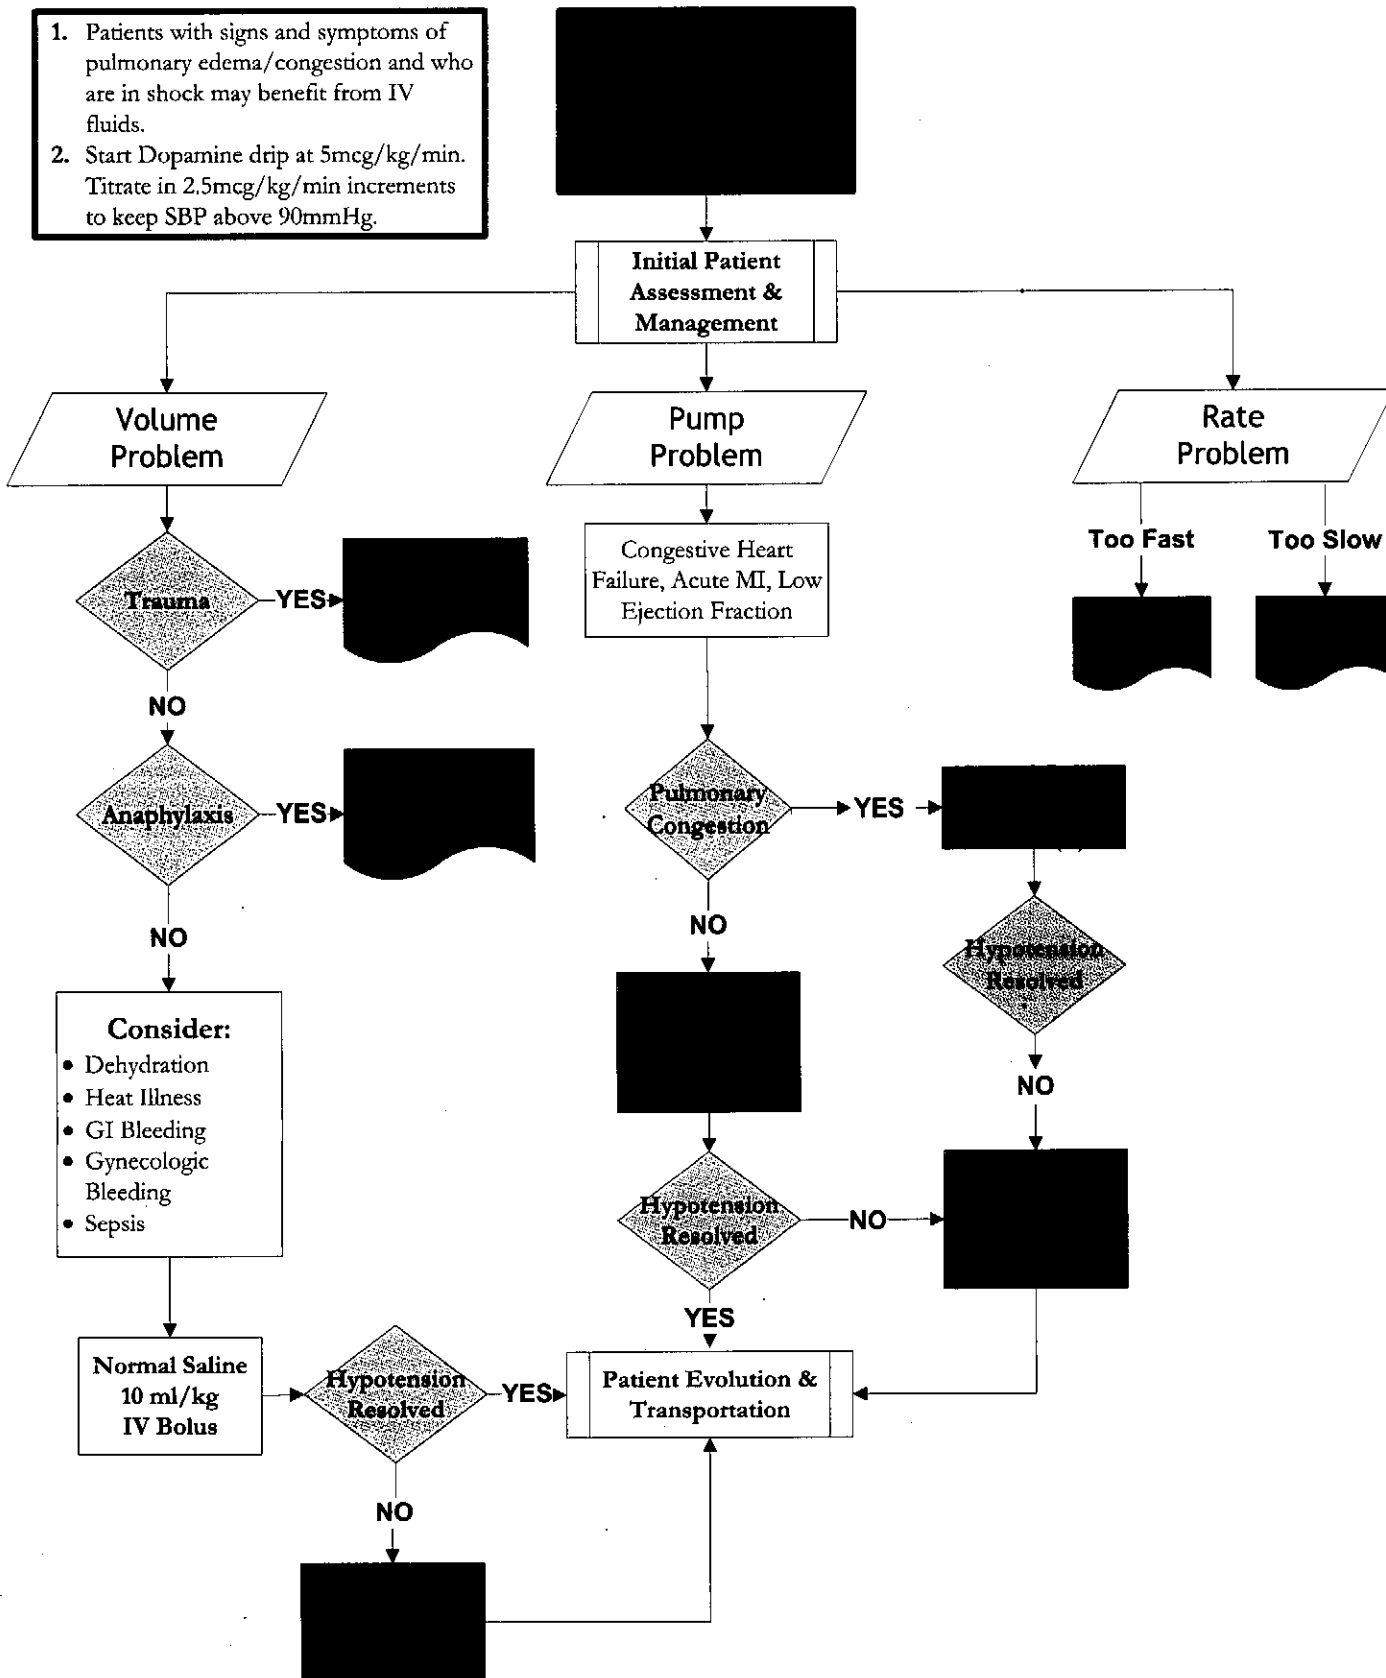 1. Patients with signs and symptoms of
pulmonary edema/congestion and who
are in shock may benefit from IV
fluids.
2. Start Dopamine drip at 5mcg/kg/min.
Titrate in 2.5mcg/kg/min increments
to keep SBP above 90mmHg.
Initial Patient
Assessment &
Management
Volume
Problem
Pump
Problem
Rate
Problem
Too Fast
Too Slow
Congestive Heart
Failure, Acute MI, Low
Ejection Fraction
Trauma
YES
NO
Anaphylaxis
YES
NO
Pulmonary
Congestion
YES
NO
Hypotension
Resolved
NO
Consider:
• Dehydration
• Heat Illness
• GI Bleeding
• Gynecologic
Bleeding
• Sepsis
Hypotension
Resolved
NO
YES
Normal Saline
10 ml/kg
IV Bolus
Hypotension
Resolved
YES
Patient Evolution &
Transportation
NO